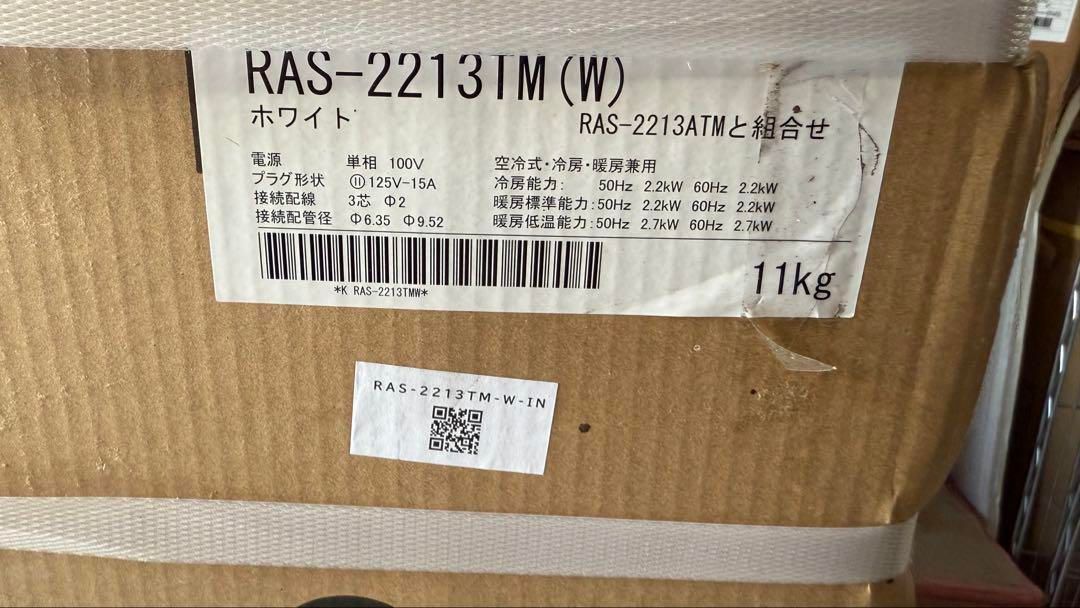 RAS-2213TM(W)
ホワイト
RAS-2213ATMと組合せ
電源 単相 100V
プラグ形状 ⑪125V-15A
接続配線 3芯 Φ2
接続配管径 Φ6.35 Φ9.52
空冷式・冷房・暖房兼用
冷房能力: 50Hz 2.2kW 60Hz 2.2kW
暖房標準能力:50Hz 2.2kW 60Hz 2.2kW
暖房低温能力:50Hz 2.7kW 60Hz 2.7kW
*K RAS-2213TMW*
11kg
RAS-2213TM-W-IN